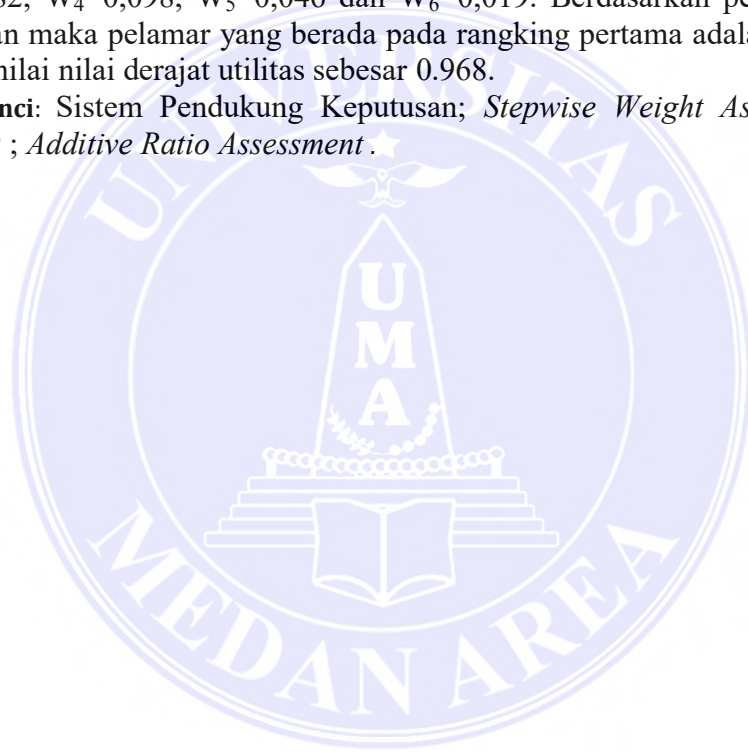 82, W4 0,098, W5 0,046 dan W6 0,019. Berdasarkan pe
an maka pelamar yang berada pada rangking pertama adala
nilai nilai derajat utilitas sebesar 0.968.
nci: Sistem Pendukung Keputusan; Stepwise Weight As
; Additive Ratio Assessment .
UNIVERSITAS
UMA
MEDAN AREA